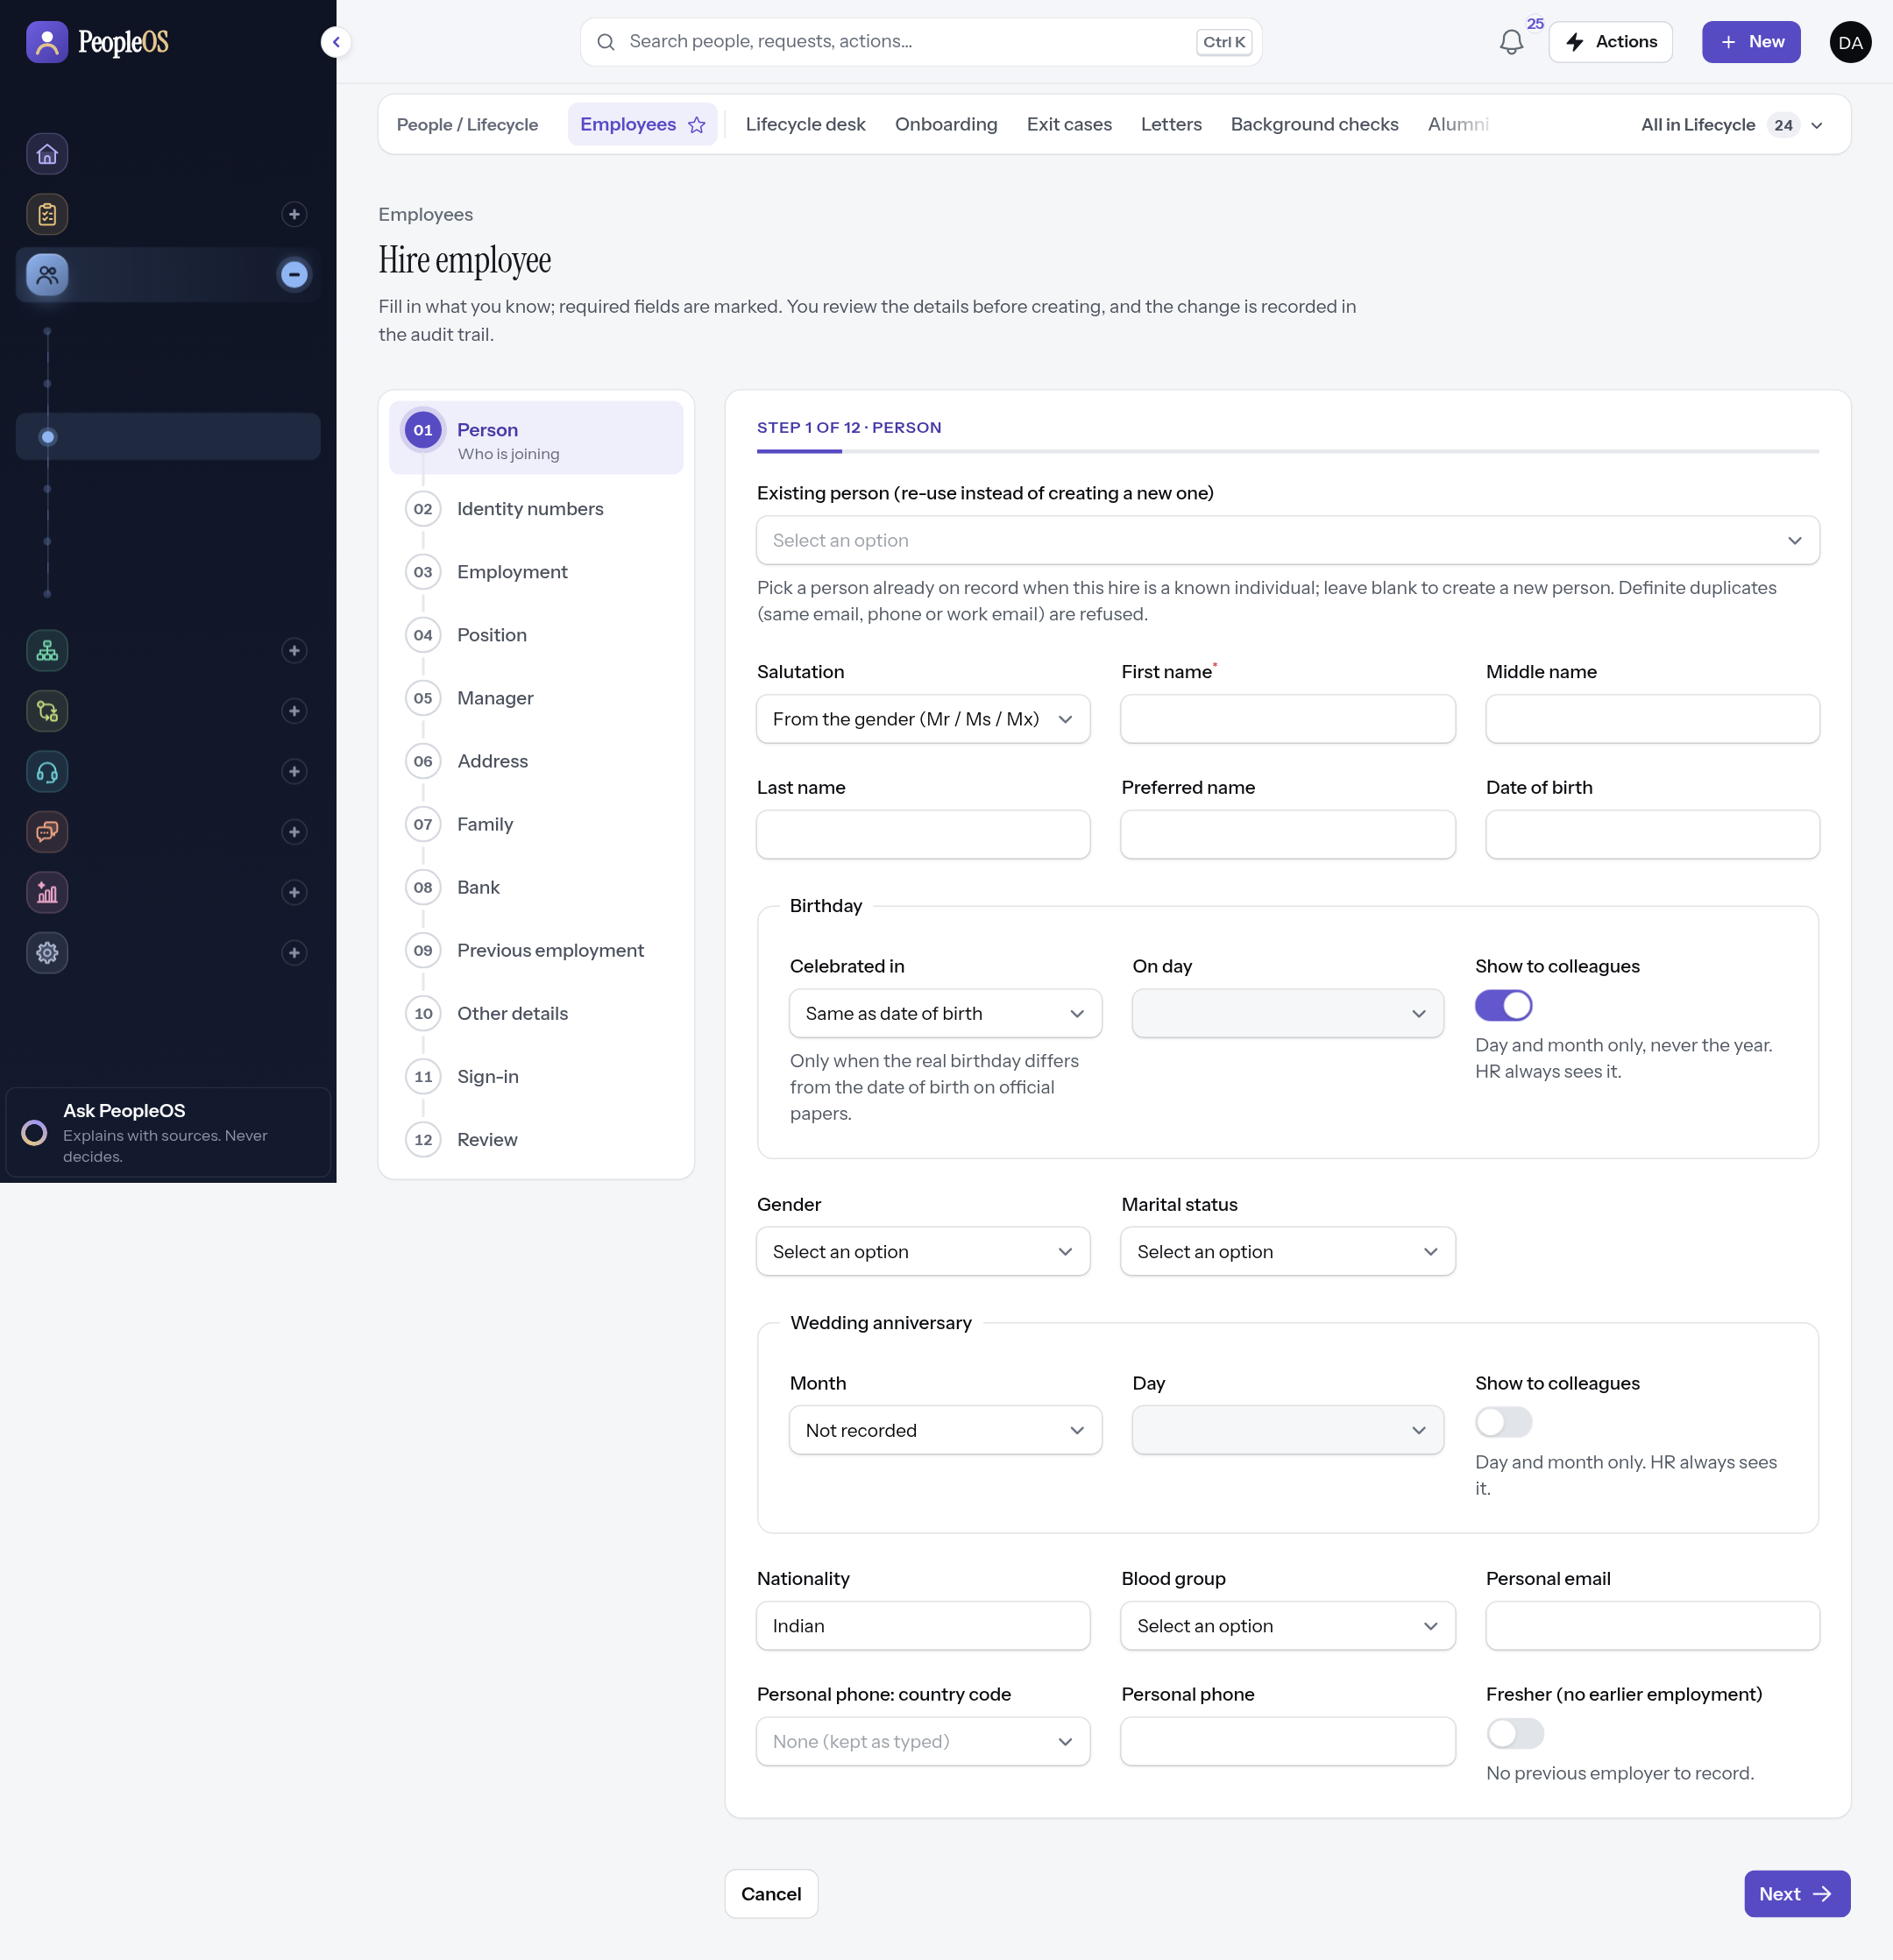 PeopleOS
Search people, requests, actions...
Ctrl K
25
Actions
New
DA
People / Lifecycle
Employees
Lifecycle desk
Onboarding
Exit cases
Letters
Background checks
Alumni
All in Lifecycle 24
Employees
Hire employee
Fill in what you know; required fields are marked. You review the details before creating, and the change is recorded in
the audit trail.
01 Person
Who is joining
02 Identity numbers
03 Employment
04 Position
05 Manager
06 Address
07 Family
08 Bank
09 Previous employment
10 Other details
11 Sign-in
12 Review
STEP 1 OF 12 · PERSON
Existing person (re-use instead of creating a new one)
Select an option
Pick a person already on record when this hire is a known individual; leave blank to create a new person. Definite duplicates
(same email, phone or work email) are refused.
Salutation
First name*
Middle name
From the gender (Mr / Ms / Mx)
Last name
Preferred name
Date of birth
Birthday
Celebrated in
On day
Show to colleagues
Same as date of birth
Only when the real birthday differs
from the date of birth on official
papers.
Day and month only, never the year.
HR always sees it.
Gender
Marital status
Select an option
Select an option
Wedding anniversary
Month
Day
Show to colleagues
Not recorded
Day and month only. HR always sees
it.
Nationality
Blood group
Personal email
Indian
Select an option
Personal phone: country code
Personal phone
Fresher (no earlier employment)
None (kept as typed)
No previous employer to record.
Cancel
Next
Ask PeopleOS
Explains with sources. Never
decides.